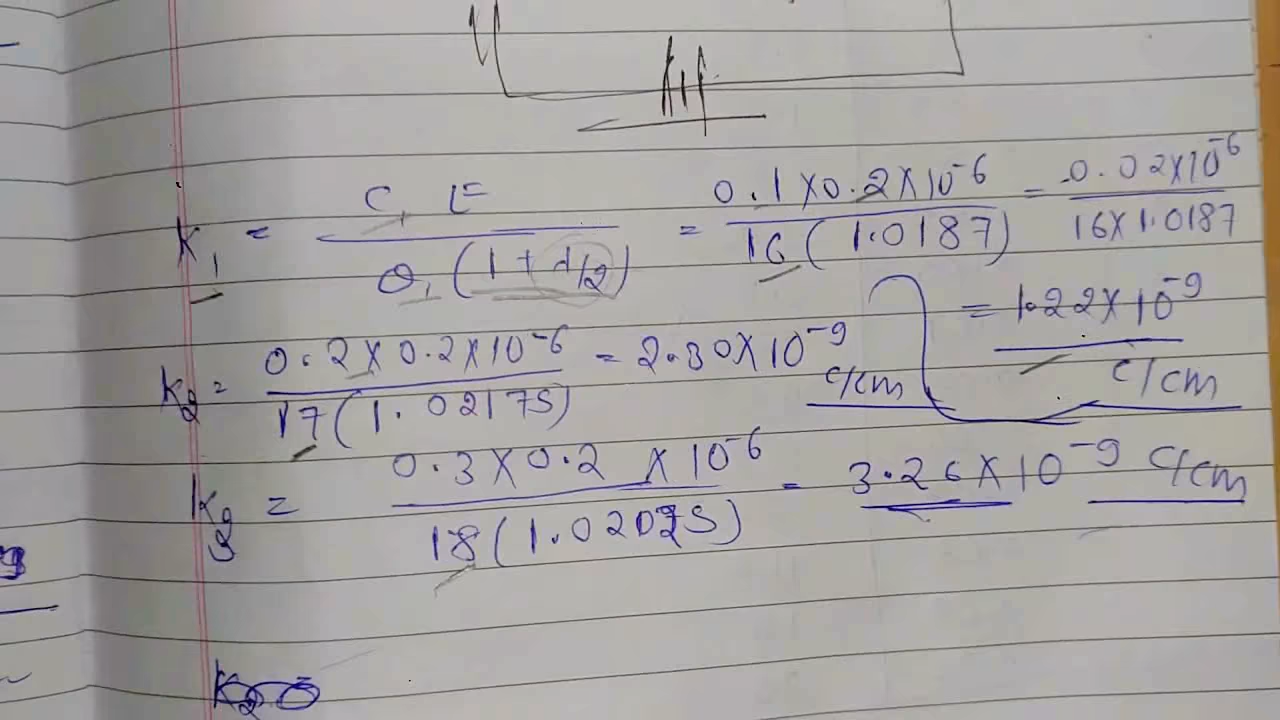 K₁ = C₁ E / θ₁ (1 + λ/2) = 0.1 × 0.2 × 10⁻⁶ / 16 (1.0187) = 0.02 × 10⁻⁶ / 16 × 1.0187
= 1.22 × 10⁻⁹ C/cm
K₂ = 0.2 × 0.2 × 10⁻⁶ / 17 (1.02175) = 2.30 × 10⁻⁹ C/cm
K₃ = 0.3 × 0.2 × 10⁻⁶ / 18 (1.02025) = 3.26 × 10⁻⁹ C/cm